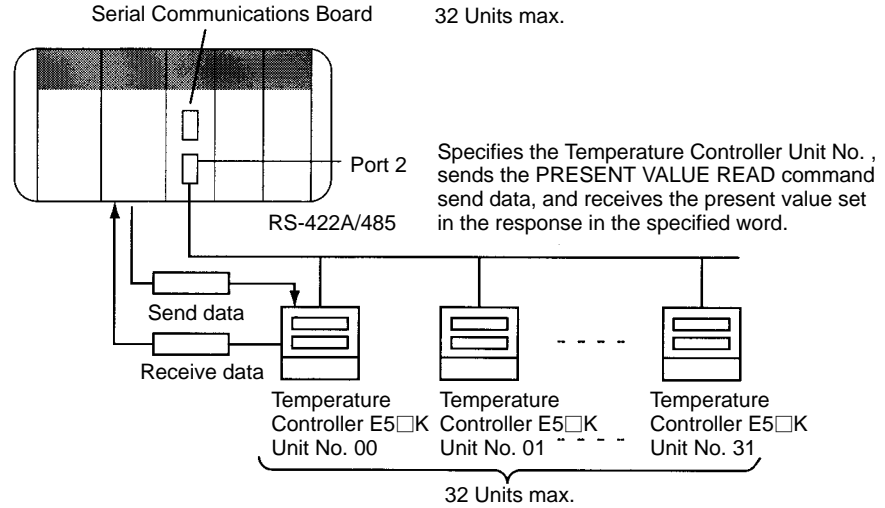 Serial Communications Board
32 Units max.
Port 2
Specifies the Temperature Controller Unit No. ,
sends the PRESENT VALUE READ command
send data, and receives the present value set
in the response in the specified word.
RS-422A/485
Send data
Receive data
Temperature
Controller E5□K
Unit No. 00
Temperature
Controller E5□K
Unit No. 01
Temperature
Controller E5□K
Unit No. 31
32 Units max.